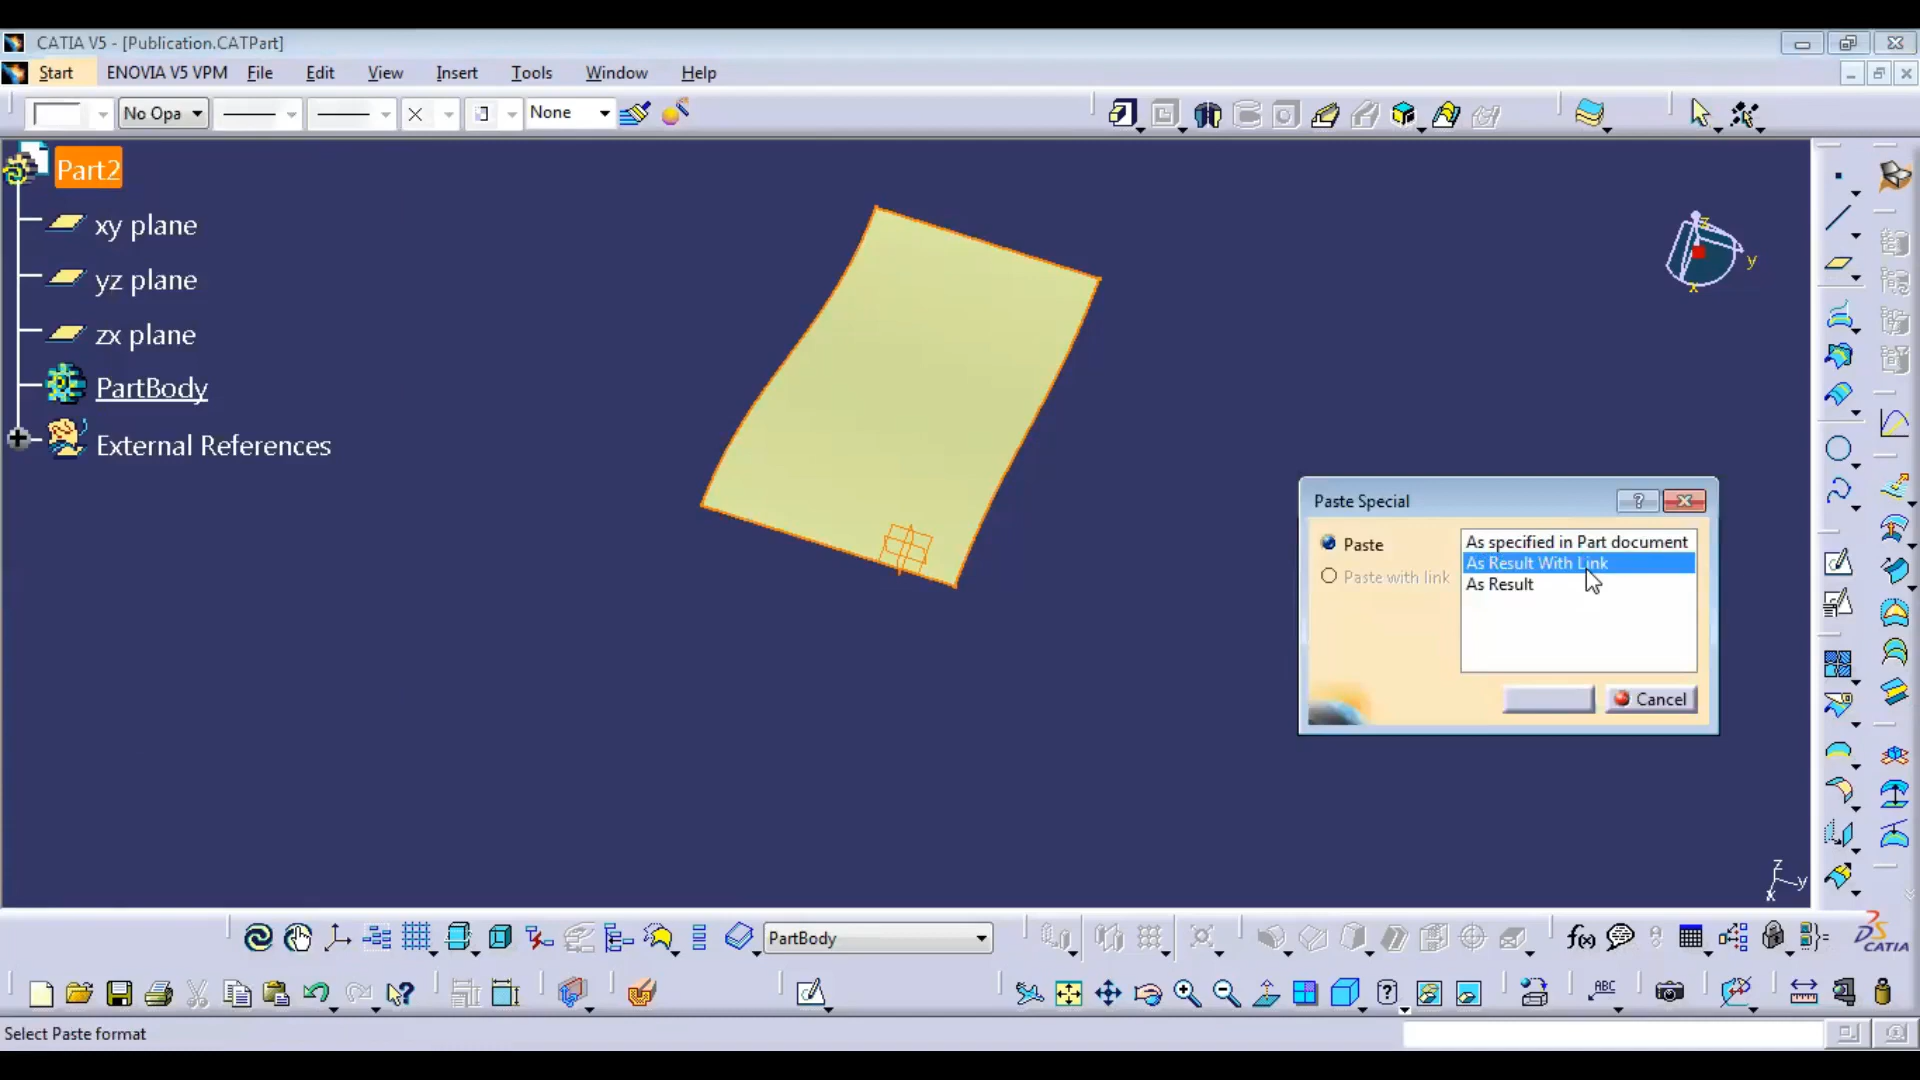 CATIA V5 - [Publication.CATPart]
Start ENOVIA V5 VPM File Edit View Insert Tools Window Help
No Opa None
Part2
xy plane
yz plane
zx plane
PartBody
External References
y
x
Paste Special
Paste
Paste with link
As specified in Part document
As Result With Link
As Result
Cancel
z
y
x
PartBody
f(x)
CATIA
ABC
Select Paste format